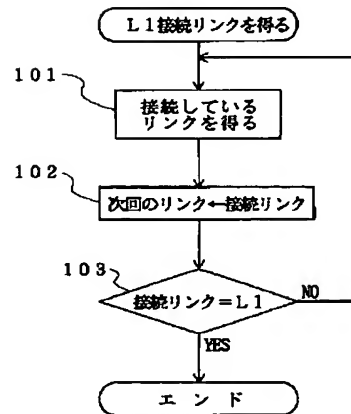 L1接続リンクを得る
101
接続している
リンクを得る
102
次回のリンク←接続リンク
103
接続リンク=L1
NO
YES
エンド